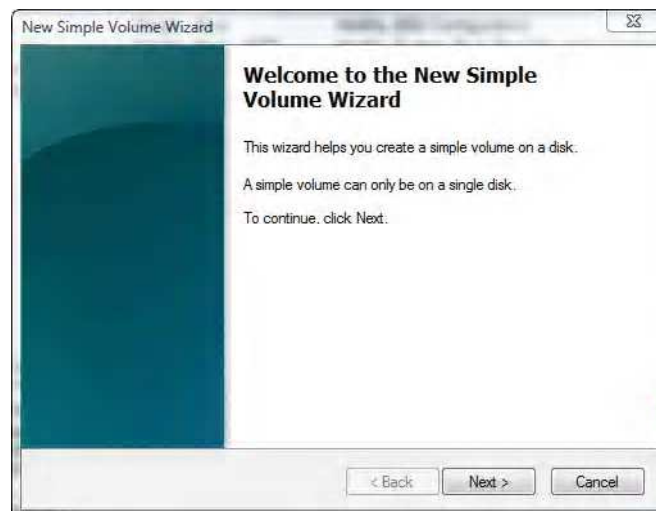 New Simple Volume Wizard
Welcome to the New Simple
Volume Wizard
This wizard helps you create a simple volume on a disk.
A simple volume can only be on a single disk.
To continue, click Next.
< Back
Next >
Cancel